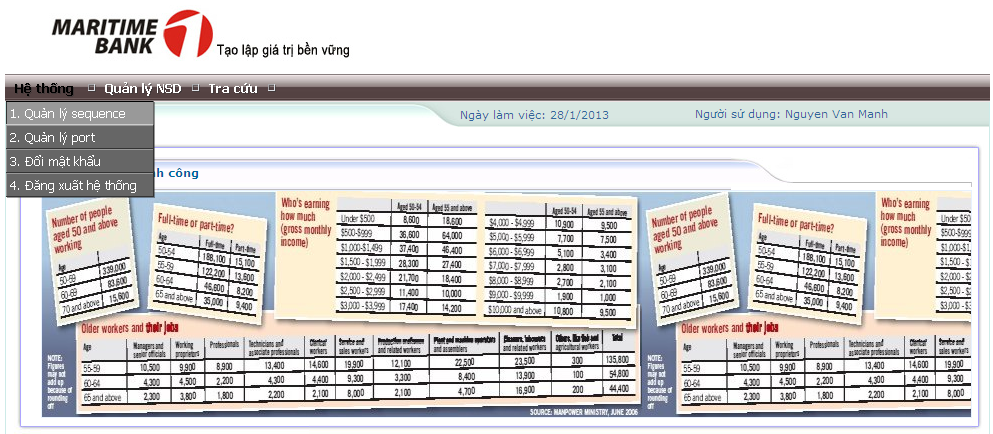 MARITIME
BANK
Tạo lập giá trị bền vững
Hệ thống Quản lý NSD Tra cứu
1. Quản lý sequence
2. Quản lý port
3. Đổi mật khẩu
4. Đăng xuất hệ thống
Ngày làm việc: 28/1/2013 Người sử dụng: Nguyen Van Manh
h công
Number of people
aged 50 and above
working
Age
50-59 339,000
60-69 83,600
70 and above 15,600
Full-time or part-time?
Age Full-time Part-time
50-54 188,100 15,100
55-59 122,200 13,600
60-64 46,600 8,200
65 and above 35,000 9,400
Who's earning
how much
(gross monthly
income)
Aged 50-54 Aged 55 and above
Under $500 8,600 18,600
$500-$999 36,600 64,000
$1,000-$1,499 37,400 46,400
$1,500 - $1,999 28,300 27,400
$2,000 - $2,499 21,700 18,400
$2,500 - $2,999 11,400 10,000
$3,000 - $3,999 17,400 14,200
Aged 50-54 Aged 55 and above
$4,000 - $4,999 10,900 9,500
$5,000 - $5,999 7,700 7,500
$6,000 - $6,999 5,100 3,400
$7,000 - $7,999 2,800 3,100
$8,000 - $8,999 2,700 2,100
$9,000 - $9,999 1,900 1,000
$10,000 and above 10,800 9,500
Older workers and their jobs
NOTE:
Figures
may not
add up
because of
rounding
off
Age Managers and senior officials Working proprietors Professionals Technicians and associate professionals Clerical workers Service and sales workers Production craftsmen and related workers Plant and machine operators and assemblers Cleaners, labourers and related workers Others, like/tab and agricultural workers Total
55-59 10,500 9,900 8,900 13,400 14,600 19,900 12,100 22,500 23,500 300 135,800
60-64 4,300 4,500 2,200 4,300 4,400 9,300 3,300 8,400 13,900 100 54,800
65 and above 2,300 3,800 1,800 2,200 2,100 8,000 2,100 4,700 16,900 200 44,400
SOURCE: MANPOWER MINISTRY, JUNE 2006
Number of people
aged 50 and above
working
Age
50-59 339,000
60-69 83,600
70 and above 15,600
Full-time or part-time?
Age Full-time Part-time
50-54 188,100 15,100
55-59 122,200 13,600
60-64 46,600 8,200
65 and above 35,000 9,400
Who's earning
how much
(gross monthly
income)
Under $50
$500-$99
$1,000-$1
$1,500 - $
$2,000 - $
$2,500 - $
$3,000 - $
Older workers and their jobs
NOTE:
Figures
may not
add up
because of
rounding
off
Age Managers and senior officials Working proprietors Professionals Technicians and associate professionals Clerical workers Service and sales workers
55-59 10,500 9,900 8,900 13,400 14,600 19,900
60-64 4,300 4,500 2,200 4,300 4,400 9,300
65 and above 2,300 3,800 1,800 2,200 2,100 8,000